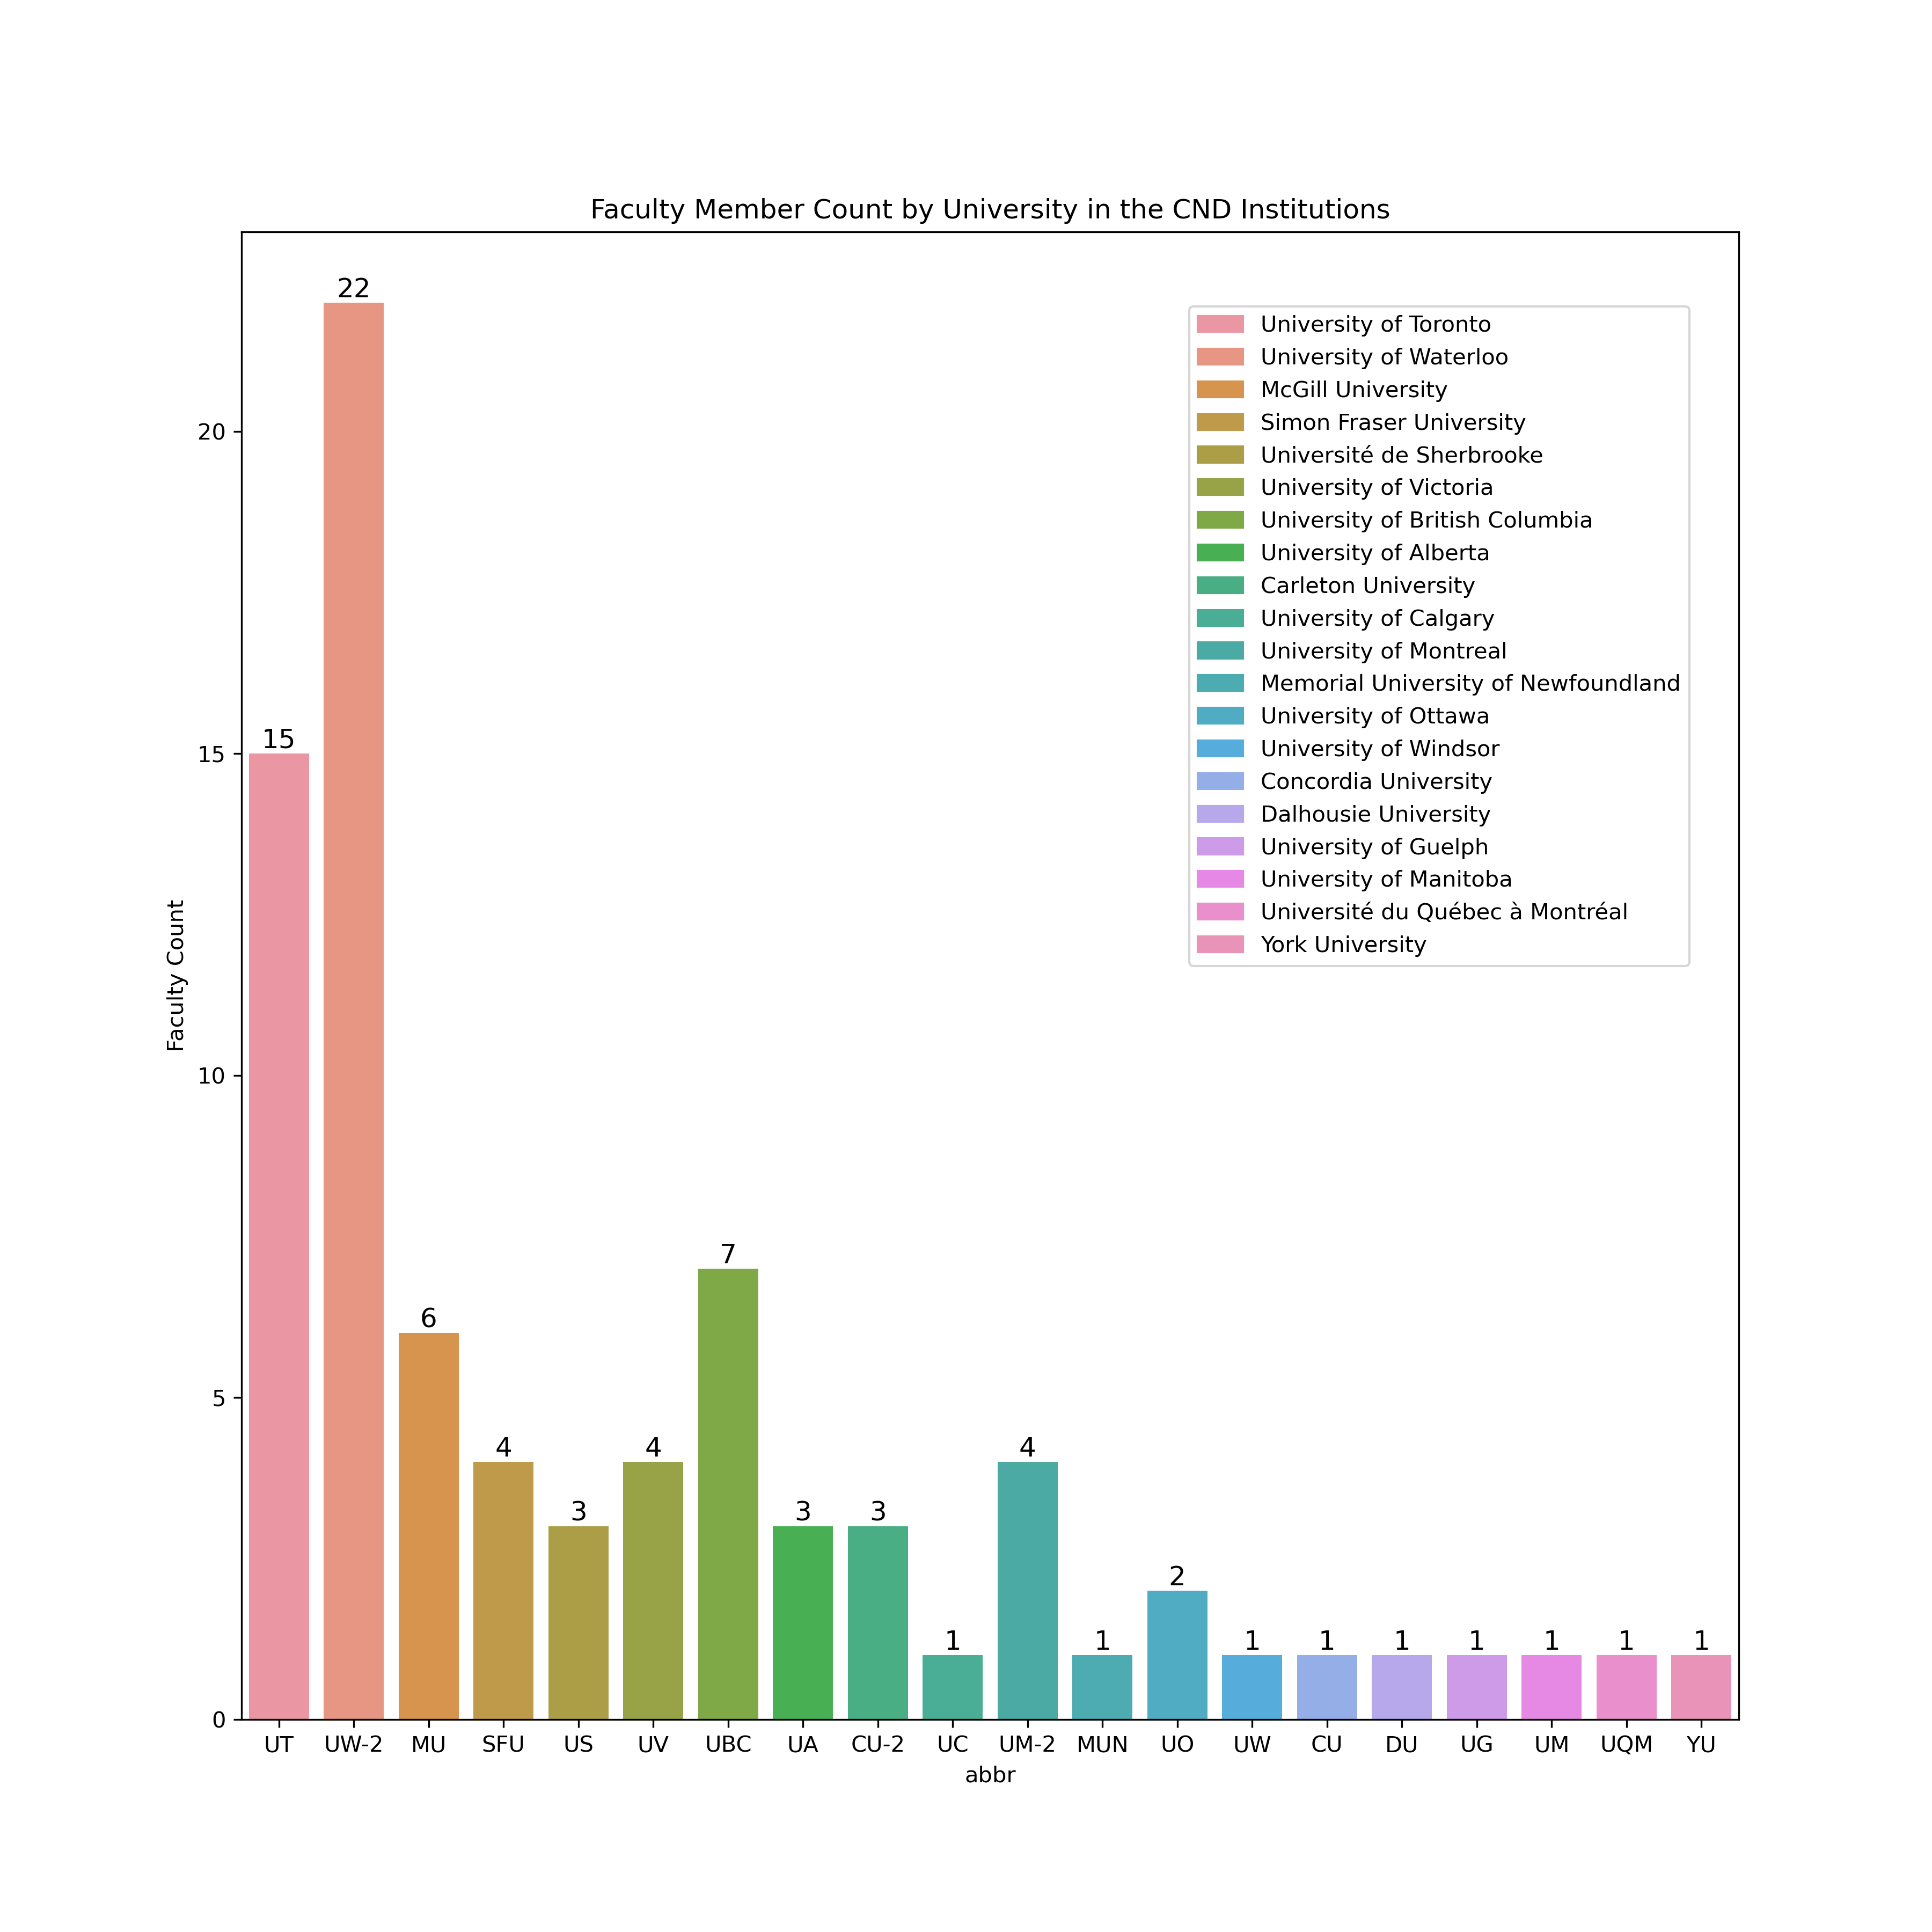 Faculty Member Count by University in the CND Institutions
22
University of Toronto
University of Waterloo
McGill University
Simon Fraser University
Université de Sherbrooke
University of Victoria
University of British Columbia
University of Alberta
Carleton University
University of Calgary
University of Montreal
Memorial University of Newfoundland
University of Ottawa
University of Windsor
Concordia University
Dalhousie University
University of Guelph
University of Manitoba
Université du Québec à Montréal
York University
20
15
15
10
5
0
Faculty Count
6
4
3
4
7
3
3
1
4
1
2
1
1
1
1
1
1
1
UT UW-2 MU SFU US UV UBC UA CU-2 UC UM-2 MUN UO UW CU DU UG UM UQM YU
abbr